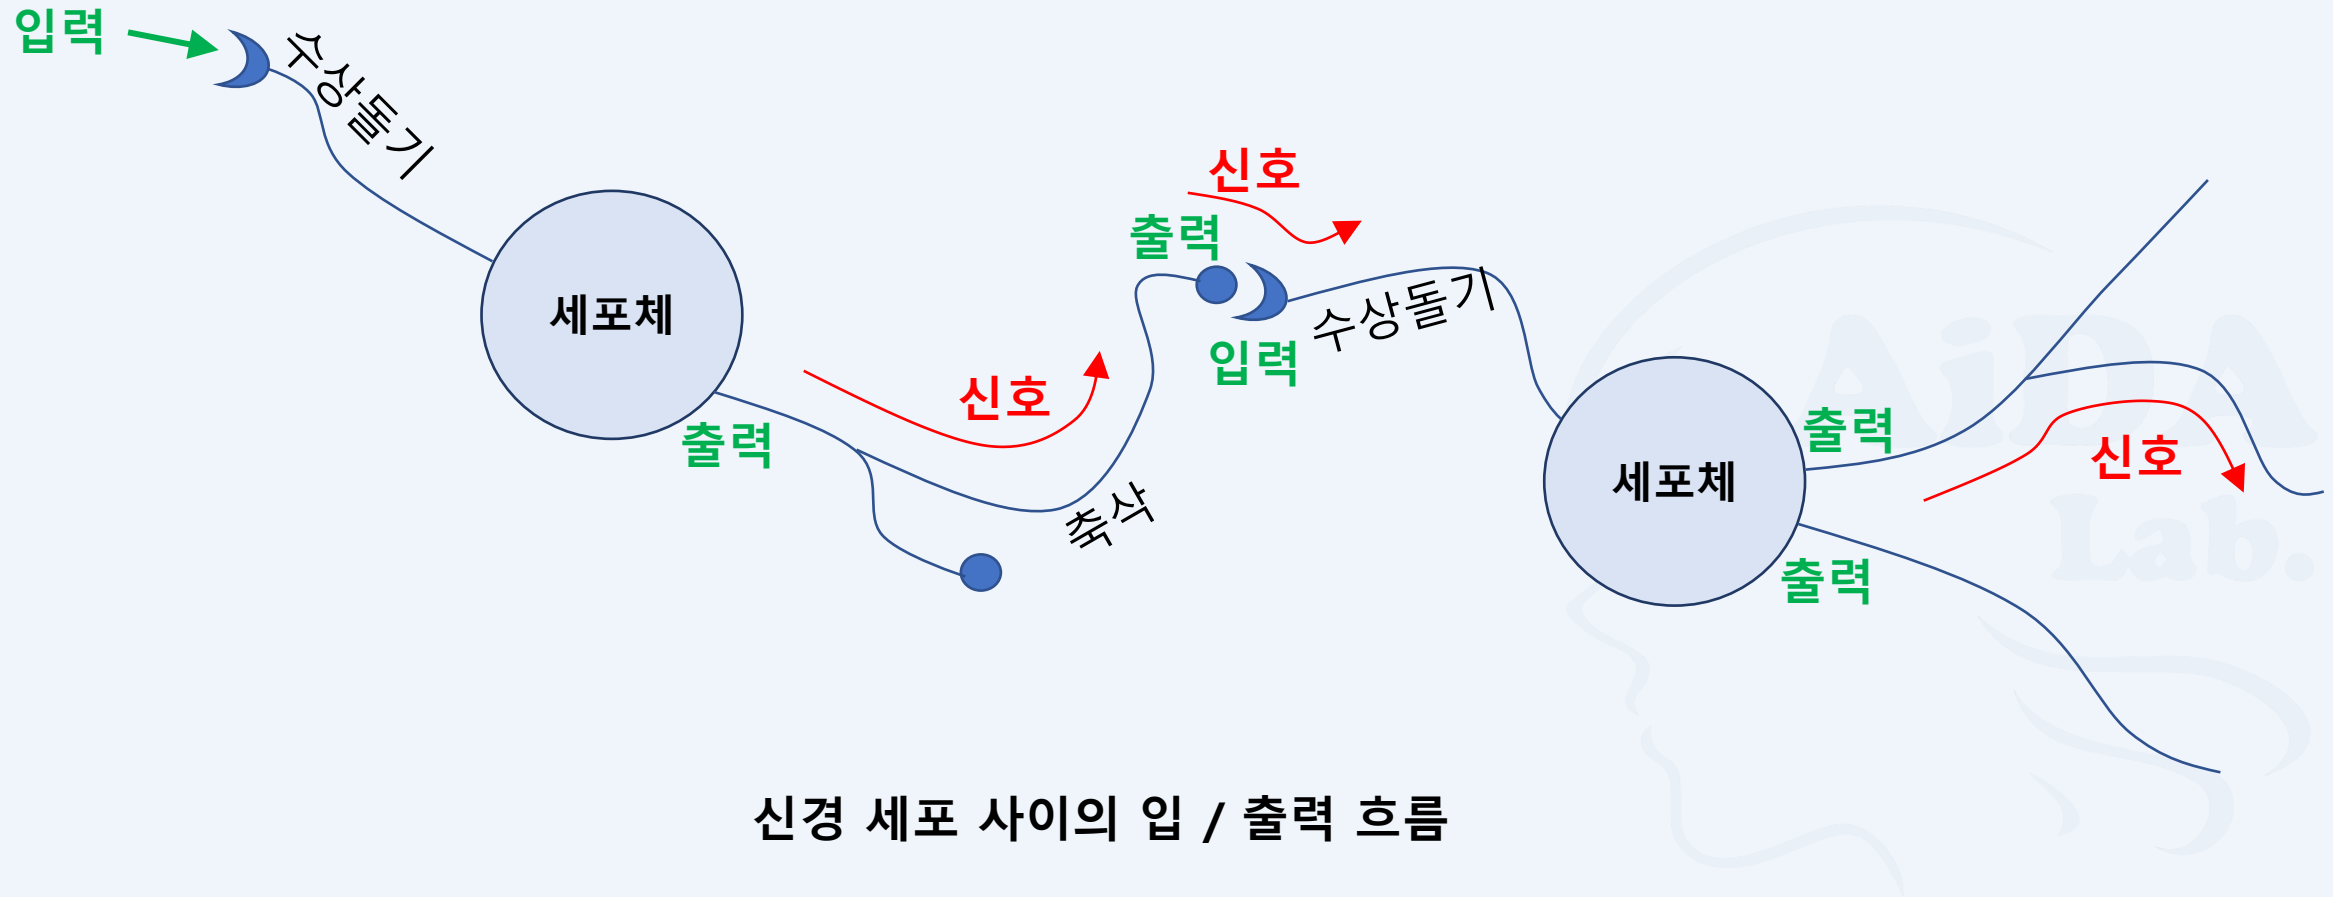 입력
수상돌기
세포체
출력
신호
축삭
신호
출력
입력
수상돌기
세포체
출력
신호
출력
AiDA
Lab.
신경 세포 사이의 입 / 출력 흐름